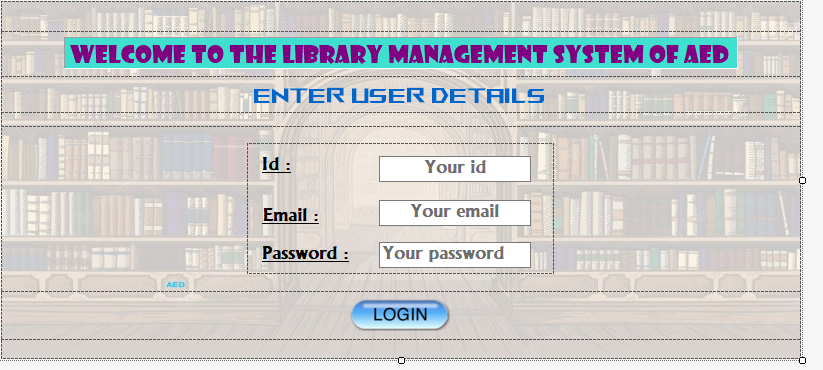 WELCOME TO THE LIBRARY MANAGEMENT SYSTEM OF AED
ENTER USER DETAILS
Id : Your id
Email : Your email
Password : Your password
AED
LOGIN